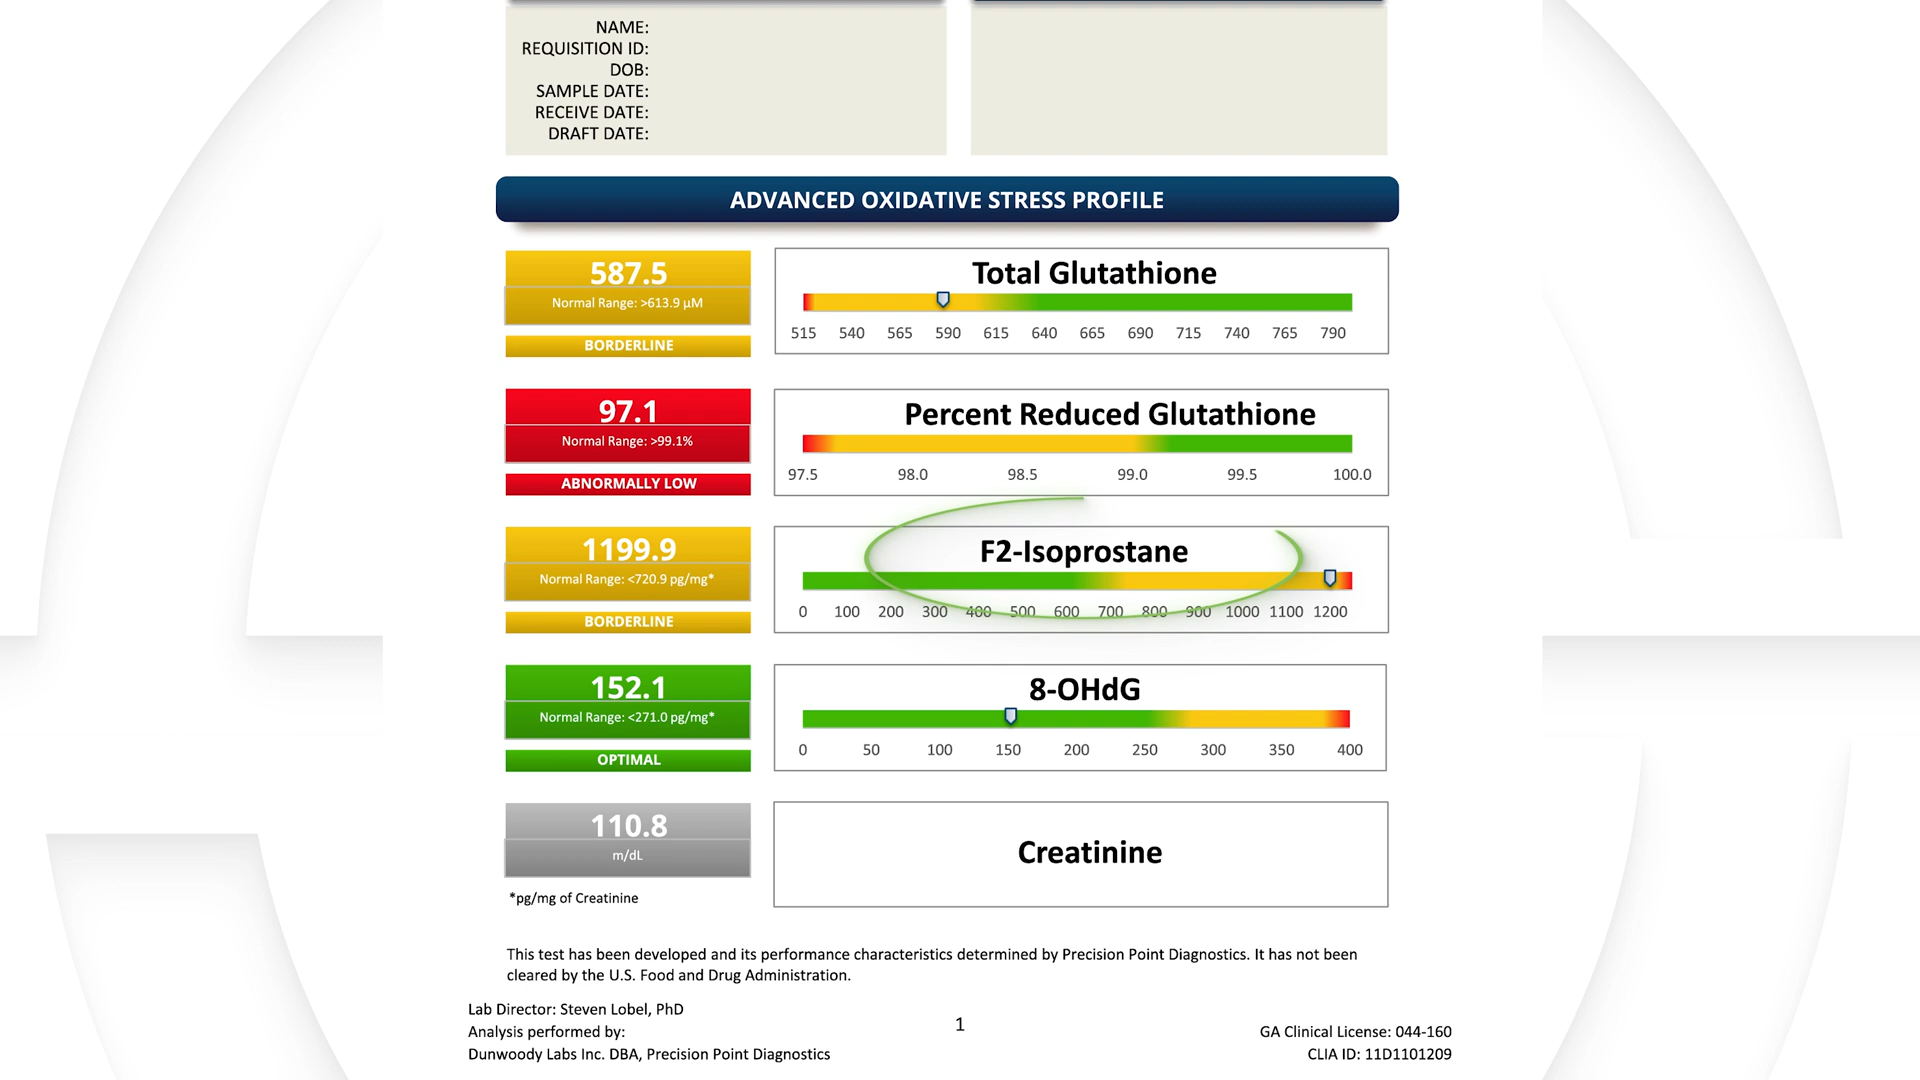 NAME:
REQUISITION ID:
DOB:
SAMPLE DATE:
RECEIVE DATE:
DRAFT DATE:
ADVANCED OXIDATIVE STRESS PROFILE
587.5
Normal Range: >613.9 µM
BORDERLINE
Total Glutathione
515 540 565 590 615 640 665 690 715 740 765 790
97.1
Normal Range: >99.1%
ABNORMALLY LOW
Percent Reduced Glutathione
97.5 98.0 98.5 99.0 99.5 100.0
1199.9
Normal Range: <720.9 pg/mg*
BORDERLINE
F2-Isoprostane
0 100 200 300 400 500 600 700 800 900 1000 1100 1200
152.1
Normal Range: <271.0 pg/mg*
OPTIMAL
8-OHdG
0 50 100 150 200 250 300 350 400
110.8
m/dL
Creatinine
*pg/mg of Creatinine
This test has been developed and its performance characteristics determined by Precision Point Diagnostics. It has not been
cleared by the U.S. Food and Drug Administration.
Lab Director: Steven Lobel, PhD
Analysis performed by:
Dunwoody Labs Inc. DBA, Precision Point Diagnostics
1
GA Clinical License: 044-160
CLIA ID: 11D1101209